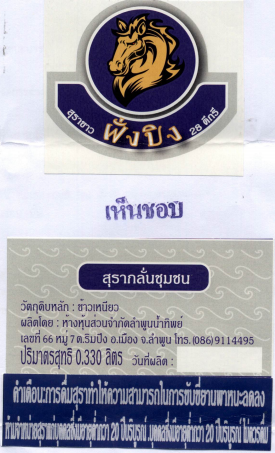 สุราขาว ฝั่งปิง 28 ดีกรี
เห็นชอบ
สุรากลั่นชุมชน
วัตถุดิบหลัก : ข้าวเหนียว
ผลิตโดย : ห้างหุ้นส่วนจำกัดลำพูนน้ำทิพย์
เลขที่ 66 หมู่ 7 ต.ริมปิง อ.เมือง จ.ลำพูน โทร.(086) 9114495
ปริมาตรสุทธิ 0.330 ลิตร วันที่ผลิต :
คำเตือน:การดื่มสุราทำให้ความสามารถในการขับขี่ยานพาหนะลดลง
ห้ามจำหน่ายสุราแก่บุคคลซึ่งมีอายุต่ำกว่า 20 ปีบริบูรณ์ ,บุคคลซึ่งมีอายุต่ำกว่า 20 ปีบริบูรณ์ ไม่ควรดื่ม